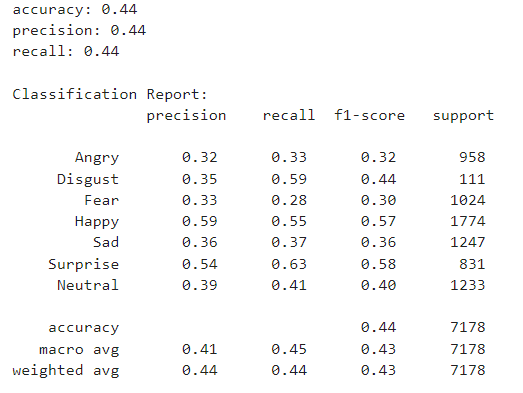 accuracy: 0.44
precision: 0.44
recall: 0.44
Classification Report:
precision recall f1-score support
Angry 0.32 0.33 0.32 958
Disgust 0.35 0.59 0.44 111
Fear 0.33 0.28 0.30 1024
Happy 0.59 0.55 0.57 1774
Sad 0.36 0.37 0.36 1247
Surprise 0.54 0.63 0.58 831
Neutral 0.39 0.41 0.40 1233
accuracy 0.44 7178
macro avg 0.41 0.45 0.43 7178
weighted avg 0.44 0.44 0.43 7178